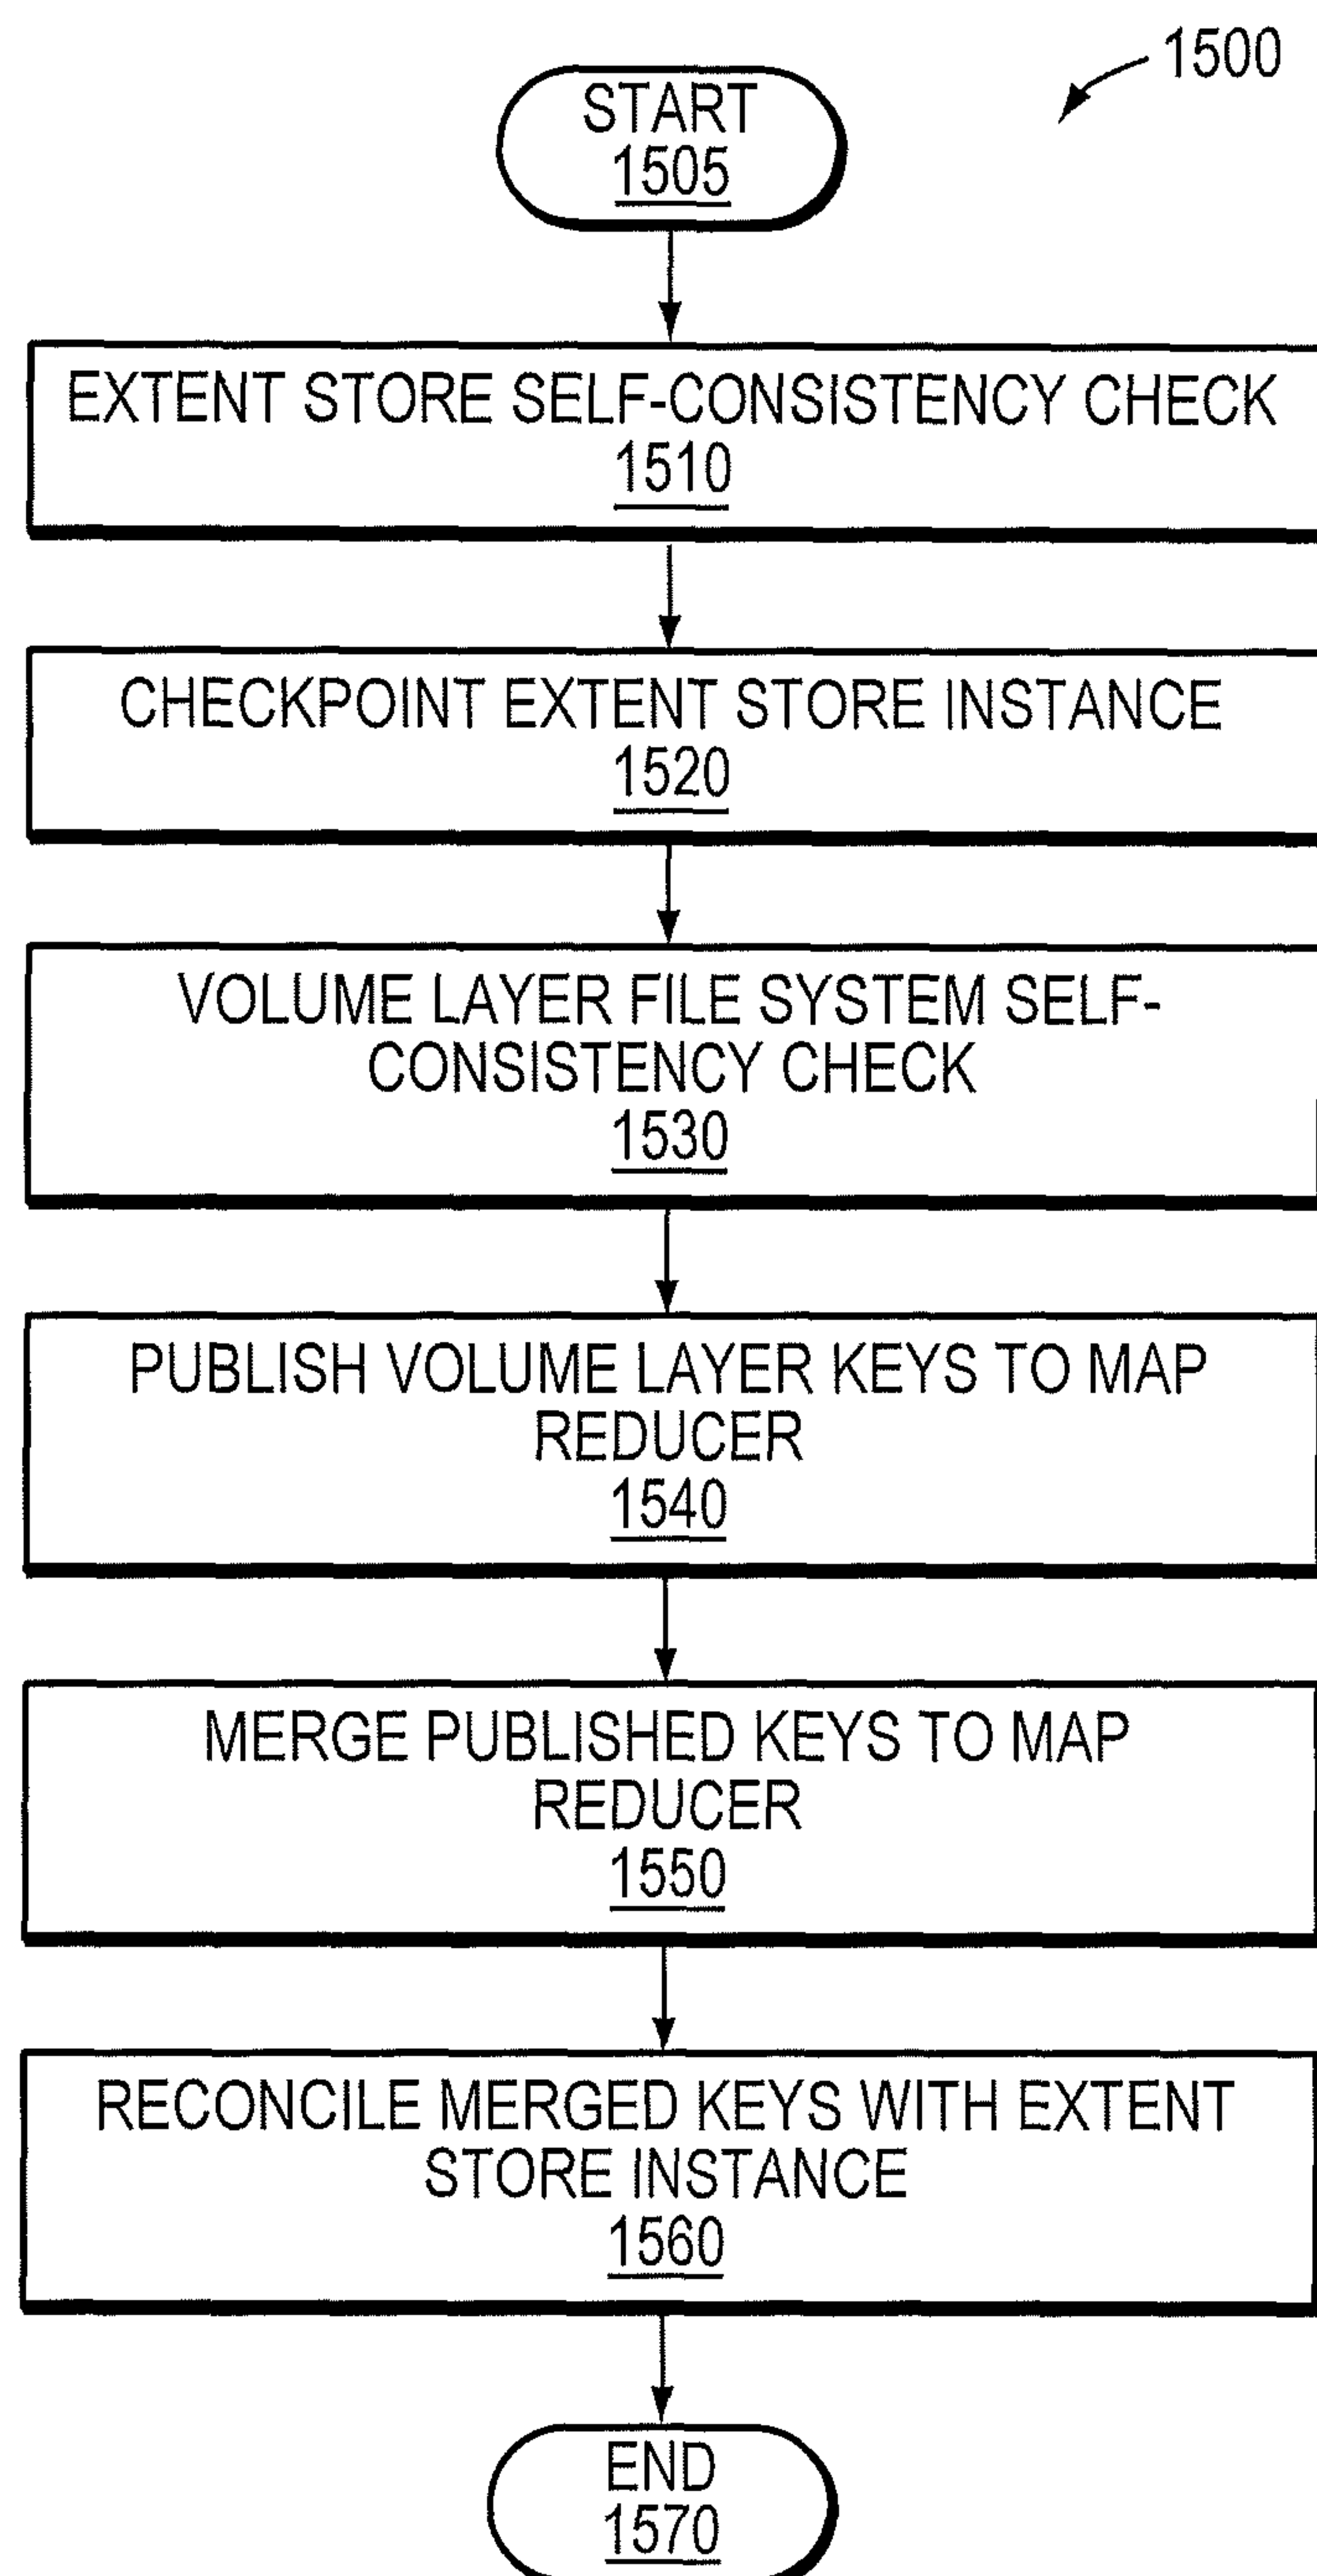 1500
START
1505
EXTENT STORE SELF-CONSISTENCY CHECK
1510
CHECKPOINT EXTENT STORE INSTANCE
1520
VOLUME LAYER FILE SYSTEM SELF-
CONSISTENCY CHECK
1530
PUBLISH VOLUME LAYER KEYS TO MAP
REDUCER
1540
MERGE PUBLISHED KEYS TO MAP
REDUCER
1550
RECONCILE MERGED KEYS WITH EXTENT
STORE INSTANCE
1560
END
1570